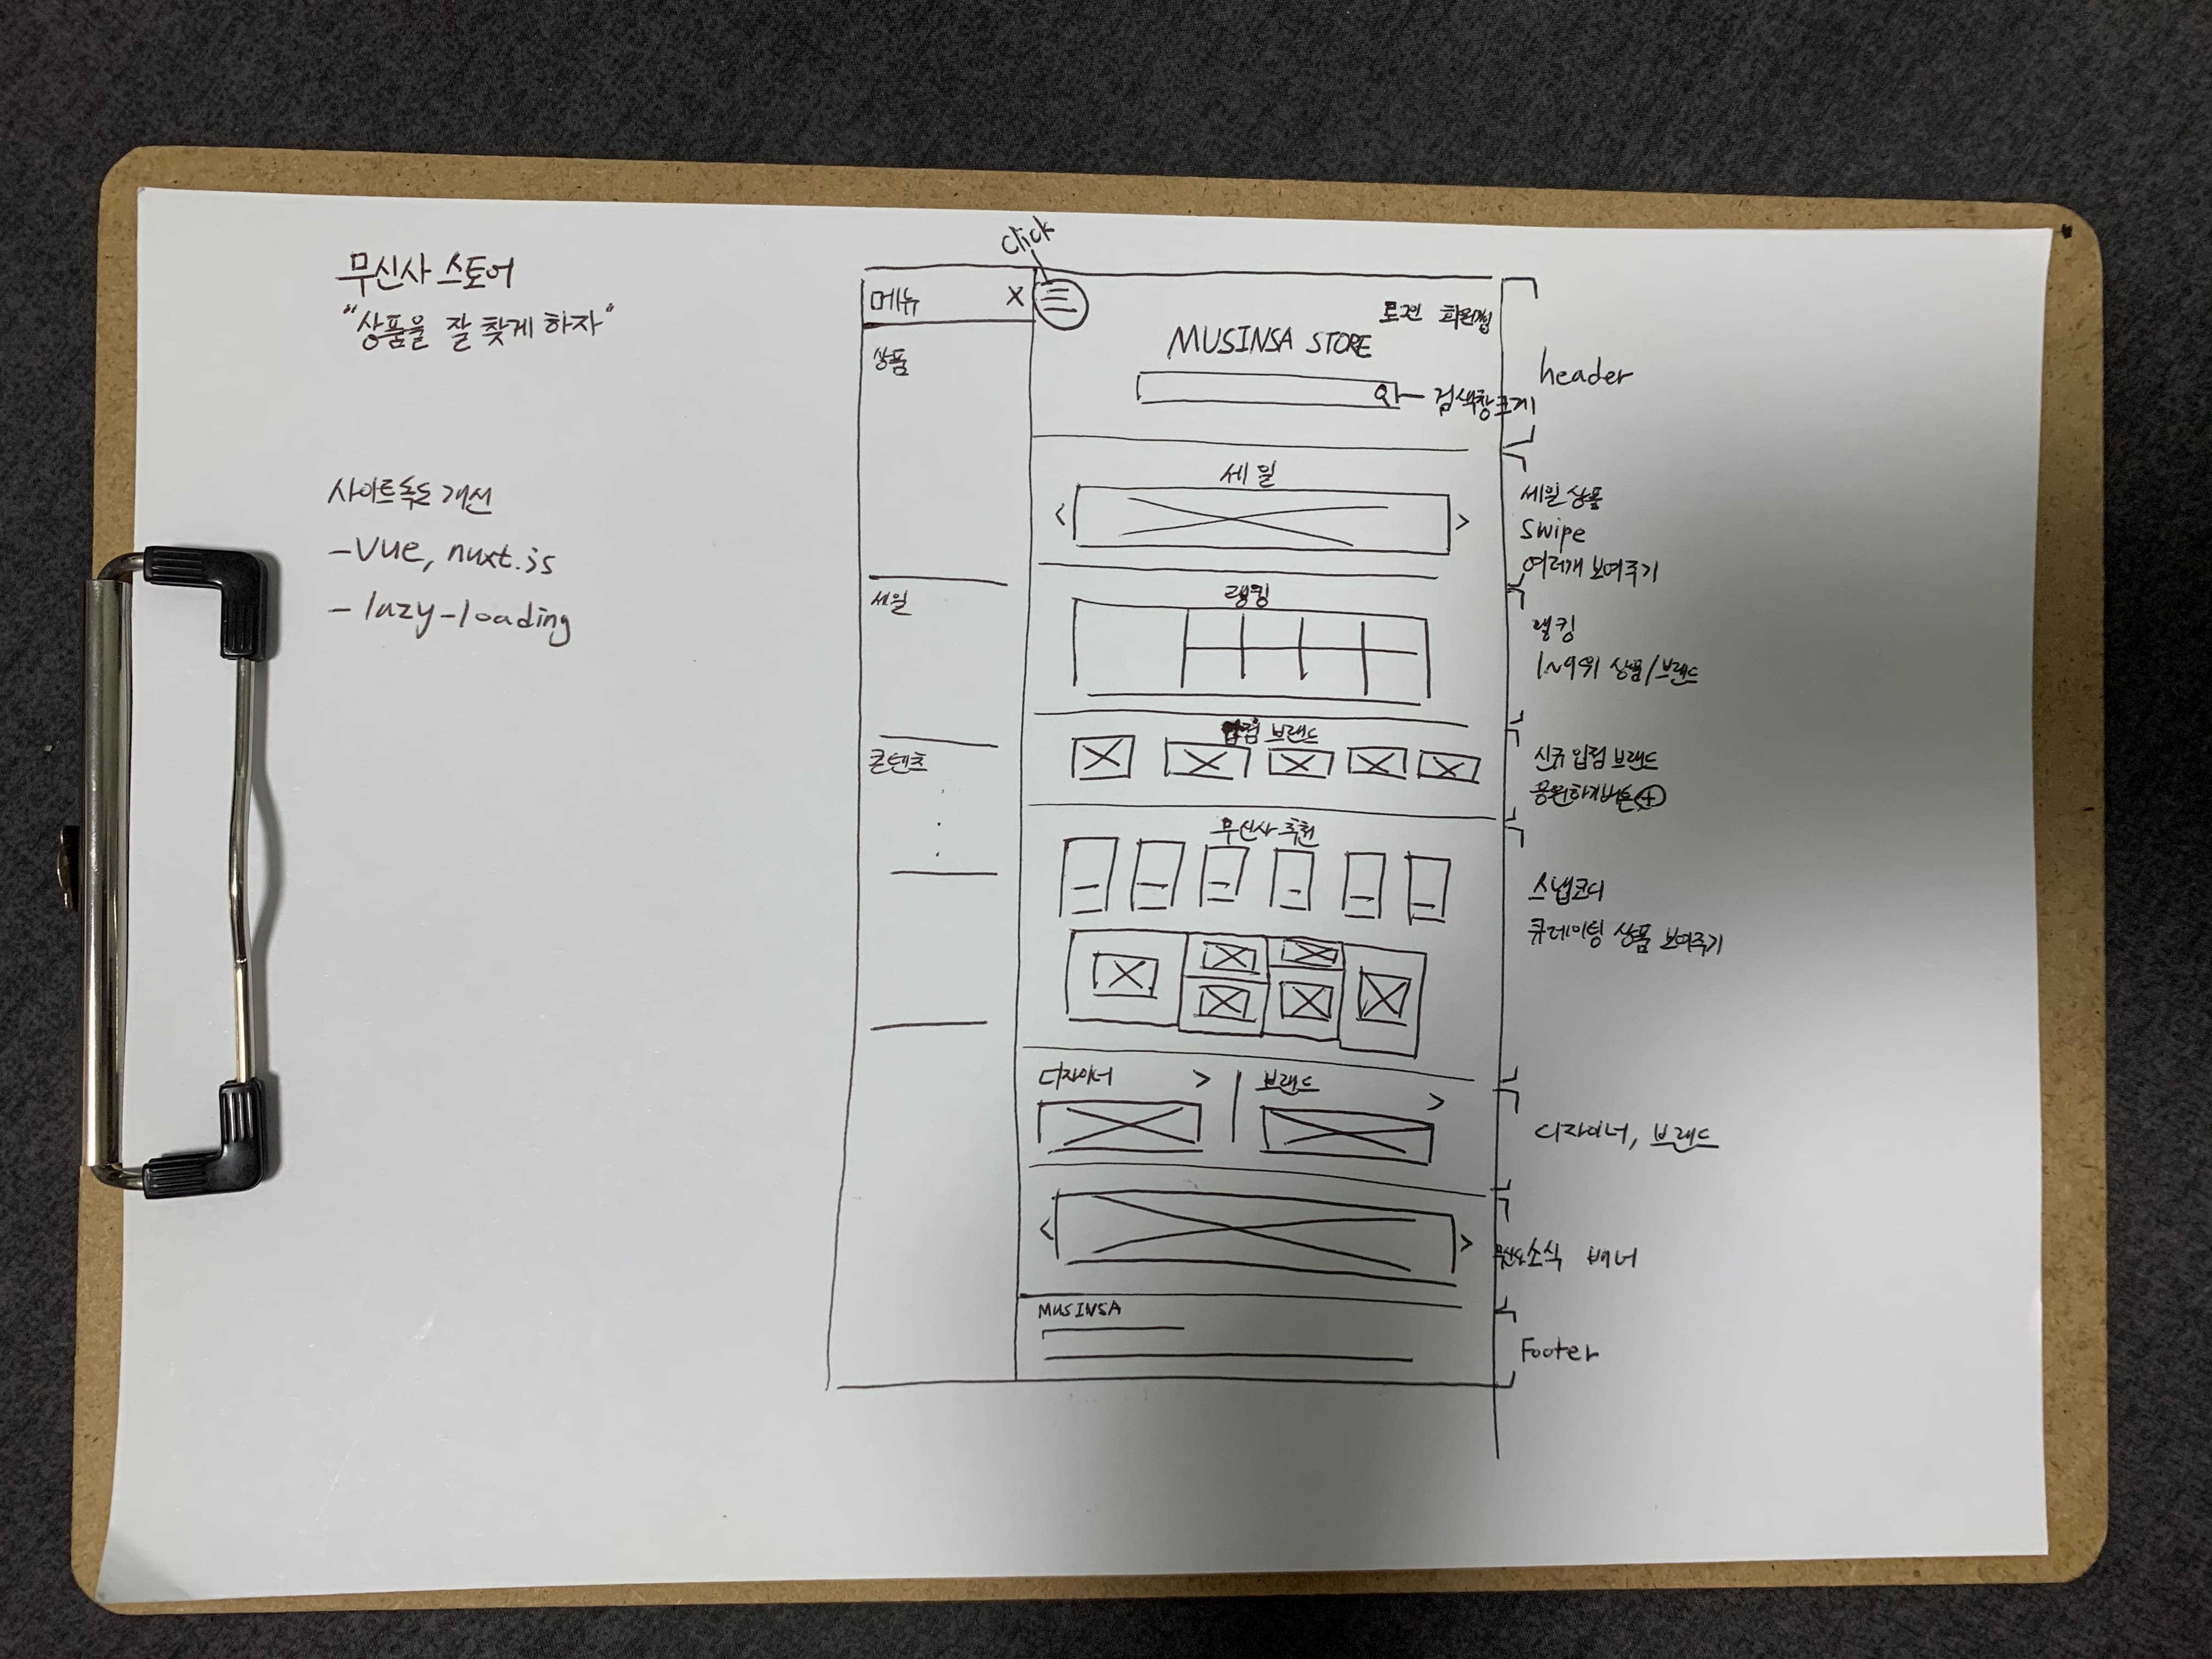 무신사 스토어
"상품을 잘 찾게 하자"
사이트 속도 개선
- Vue, nuxt.js
- lazy-loading
click
메뉴 X
상품
세일
콘텐츠
로그인 회원가입
MUSINSA STORE
검색창 크게
세일
< >
랭킹
입점 브랜드
무신사 추천
디자이너 >
브랜드 >
< >
MUSINSA
header
세일 상품
swipe
여러개 보여주기
랭킹
1~9위 상품/브랜드
신규 입점 브랜드
응원하기버튼 +
스냅코디
큐레이팅 상품 보여주기
디자이너, 브랜드
소식 배너
Footer